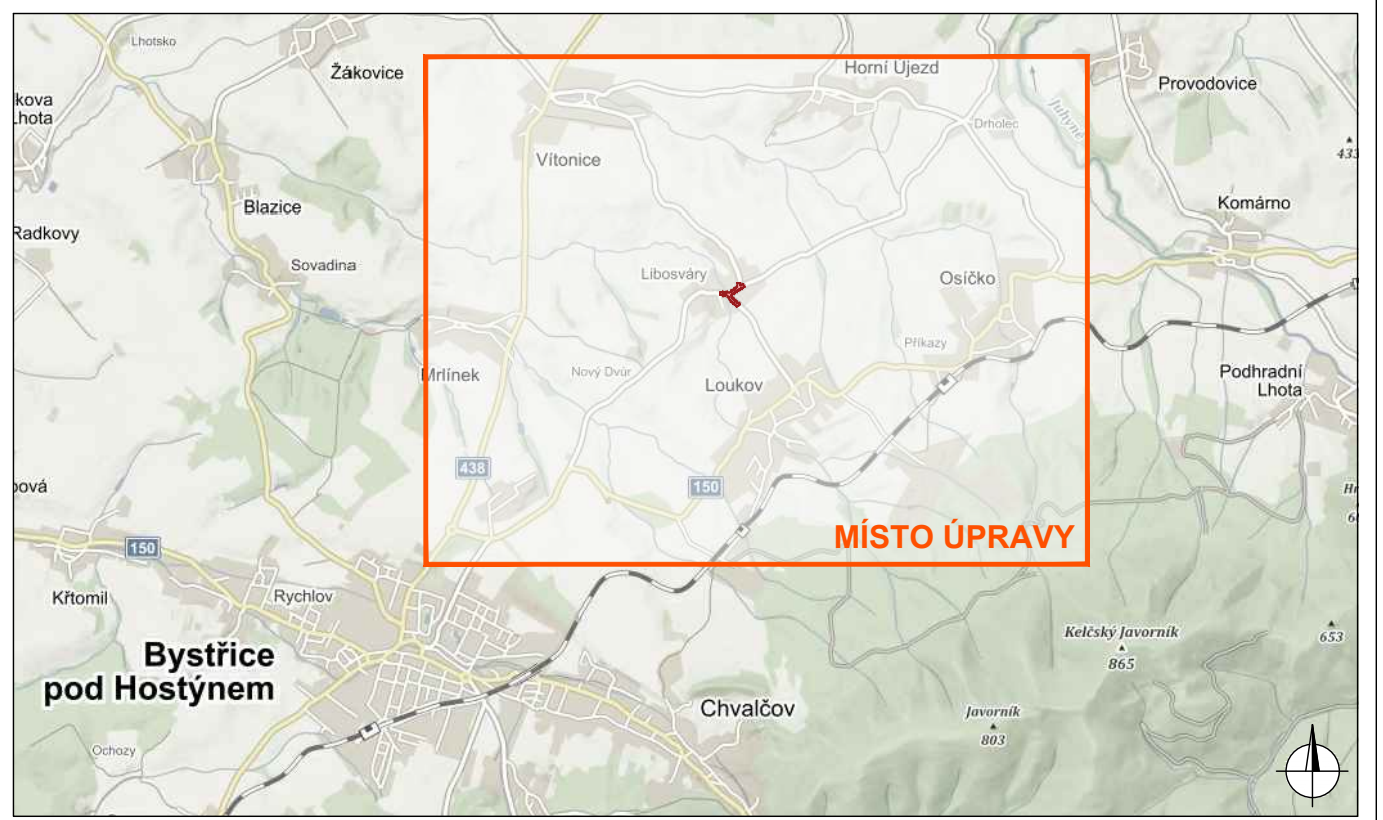 Lhotsko
Žákovice
Horní Újezd
Provodovice
kova
Lhota
Juhyně
Drholec
433
Vítonice
Blazice
Komárno
Radkovy
Sovadina
Libosváry
Osíčko
Příkazy
Mrlínek
Nový Dvůr
Loukov
Podhradní
Lhota
438
150
pová
MÍSTO ÚPRAVY
150
Křtomil
Rychlov
Kelčský Javorník
865
653
Bystřice
pod Hostýnem
Chvalčov
Javorník
803
Ochozy